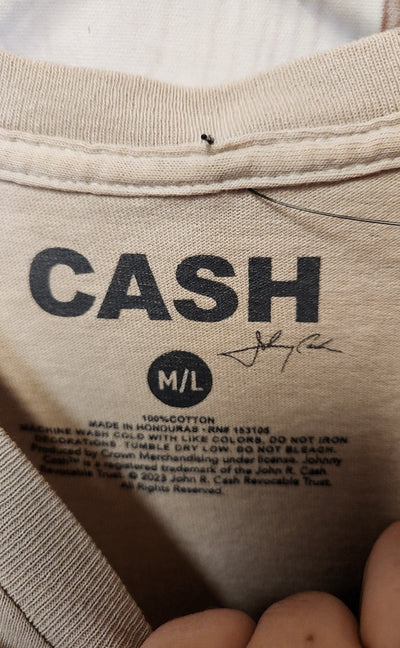 CASH
Johnny Cash
M/L
100%COTTON
MADE IN HONDURAS • RN# 153105
MACHINE WASH COLD WITH LIKE COLORS, DO NOT IRON
DECORATIONS. TUMBLE DRY LOW. DO NOT BLEACH.
Produced by Crown Merchandising under license. Johnny
Cash™ is a registered trademark of the John R. Cash
Revocable Trust. © 2023 John R. Cash Revocable Trust.
All Rights Reserved.